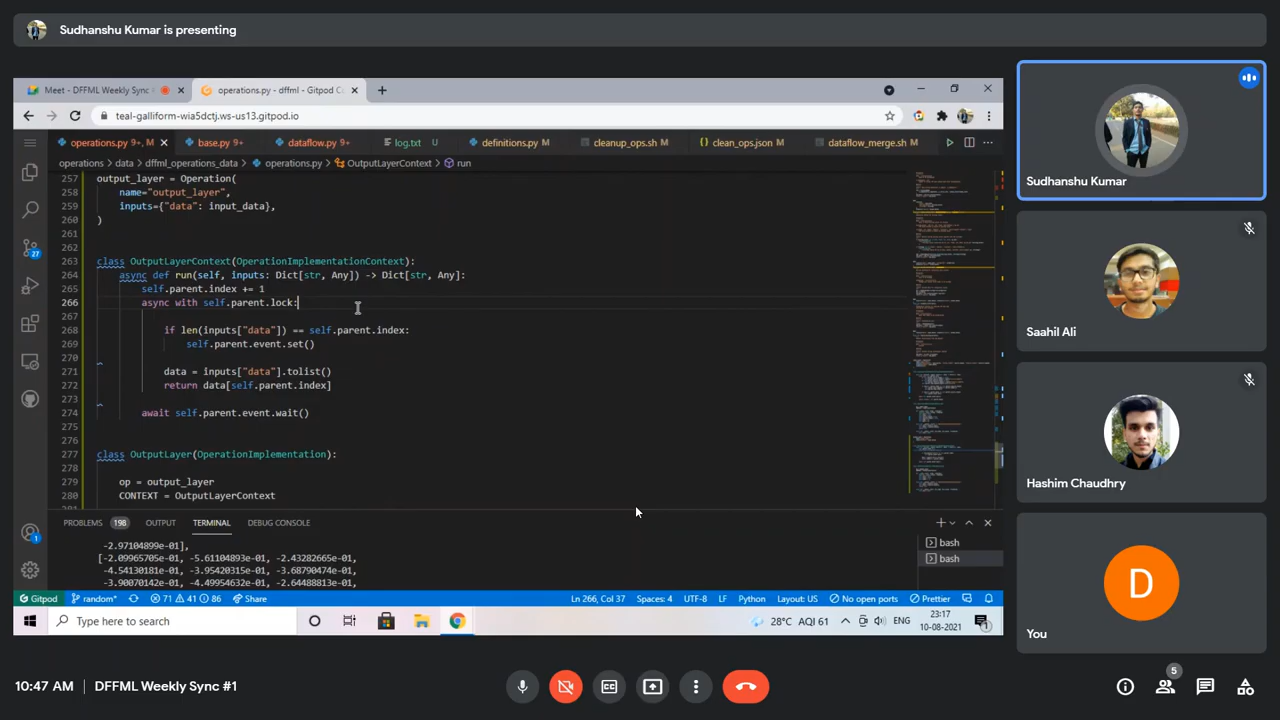 Sudhanshu Kumar is presenting
Meet - DFFML Weekly Sync
operations.py - dffml - Gitpod C
teal-galliform-wia5dctj.ws-us13.gitpod.io
operations.py 9+, M
base.py 9+
dataflow.py 9+
log.txt U
definitions.py M
cleanup_ops.sh M
clean_ops.json M
dataflow_merge.sh M
operations > data > dffml_operations_data > operations.py > OutputLayerContext > run
257 output_layer = Operation(
258 name="output_layer",
259 inputs={"data": input_data},
260 )
261
262
263 class OutputLayerContext(OperationImplementationContext):
264 async def run(self, inputs: Dict[str, Any]) -> Dict[str, Any]:
265 self.parent.index += 1
266 async with self.parent.lock:
268 if len(inputs["data"]) == self.parent.index:
269 self.parent.event.set()
270
271 data = inputs["data"].tolist()
272 return data[self.parent.index]
274 await self.parent.event.wait()
275
276
277 class OutputLayer(OperationImplementation):
278
279 op = output_layer
280 CONTEXT = OutputLayerContext
27
1
PROBLEMS 198 OUTPUT TERMINAL DEBUG CONSOLE
-2.97104899e-01],
[-2.09965705e-01, -5.61104893e-01, -2.43282665e-01,
-4.54130181e-01, -3.95420315e-01, -3.68790474e-01,
-3.90070142e-01, -4.49954632e-01, -2.64488813e-01,
bash
bash
Gitpod random* 71 41 86 Share
Ln 266, Col 37 Spaces: 4 UTF-8 LF Python Layout: US No open ports Prettier
Type here to search
28°C AQI 61 ENG
23:17
10-08-2021
1
Sudhanshu Kumar
Saahil Ali
Hashim Chaudhry
D
You
10:47 AM DFFML Weekly Sync #1
5